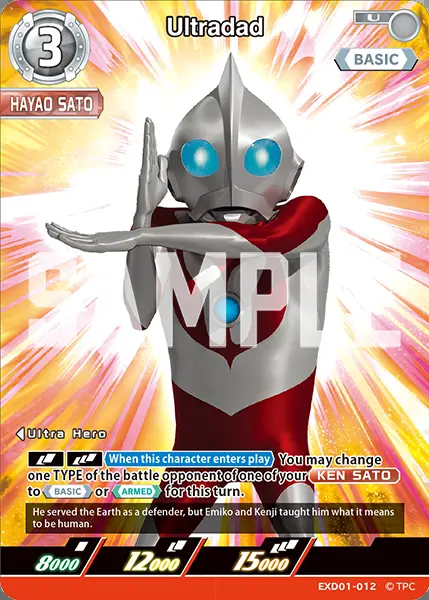 Ultradad
U
3
BASIC
HAYAO SATO
SAMPLE
Ultra Hero
When this character enters play You may change
one TYPE of the battle opponent of one of your KEN SATO
to BASIC or ARMED for this turn.
He served the Earth as a defender, but Emiko and Kenji taught him what it means
to be human.
8000 12000 15000
EXD01-012 © TPC